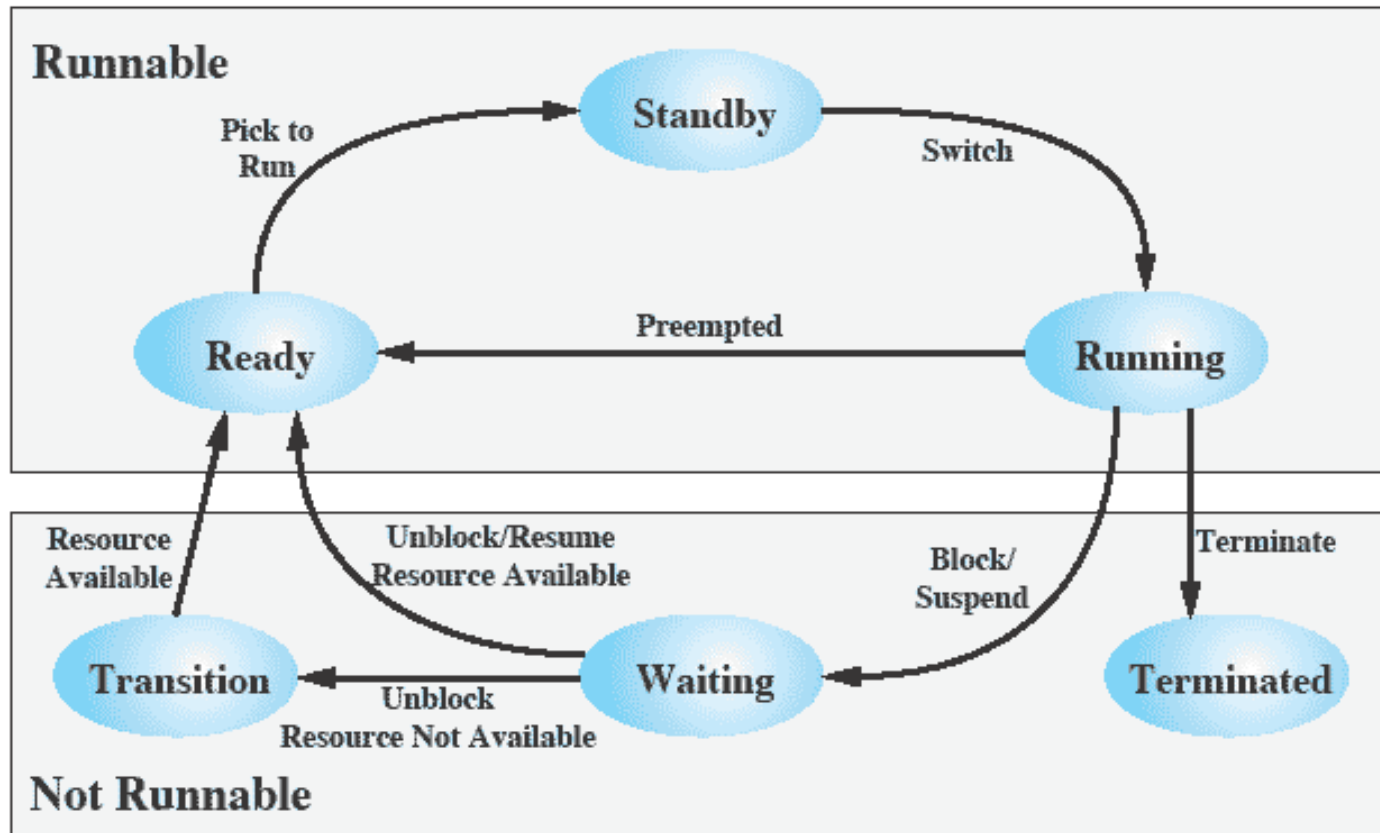 Runnable
Standby
Pick to
Run
Switch
Preempted
Ready
Running
Resource
Available
Unblock/Resume
Resource Available
Block/
Suspend
Terminate
Transition
Waiting
Terminated
Unblock
Resource Not Available
Not Runnable